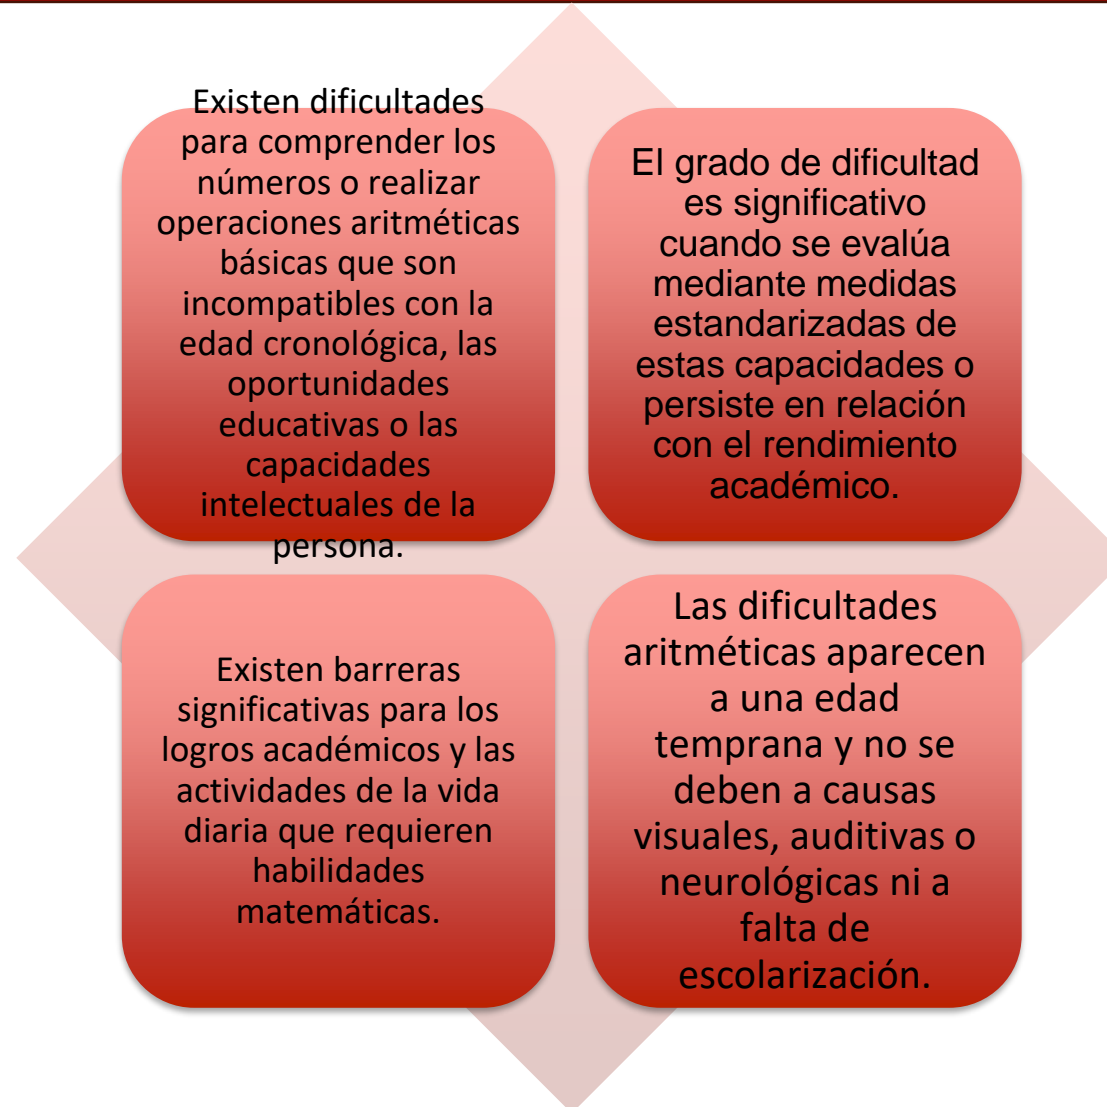 Existen dificultades
para comprender los
números o realizar
operaciones aritméticas
básicas que son
incompatibles con la
edad cronológica, las
oportunidades
educativas o las
capacidades
intelectuales de la
persona.
El grado de dificultad
es significativo
cuando se evalúa
mediante medidas
estandarizadas de
estas capacidades o
persiste en relación
con el rendimiento
académico.
Existen barreras
significativas para los
logros académicos y las
actividades de la vida
diaria que requieren
habilidades
matemáticas.
Las dificultades
aritméticas aparecen
a una edad
temprana y no se
deben a causas
visuales, auditivas o
neurológicas ni a
falta de
escolarización.